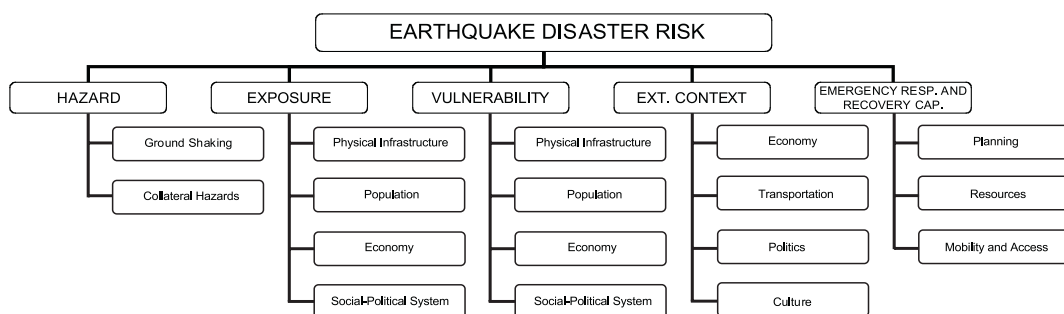 EARTHQUAKE DISASTER RISK
HAZARD
EXPOSURE
VULNERABILITY
EXT. CONTEXT
EMERGENCY RESP. AND
RECOVERY CAP.
Ground Shaking
Collateral Hazards
Physical Infrastructure
Population
Economy
Social-Political System
Physical Infrastructure
Population
Economy
Social-Political System
Economy
Transportation
Politics
Culture
Planning
Resources
Mobility and Access